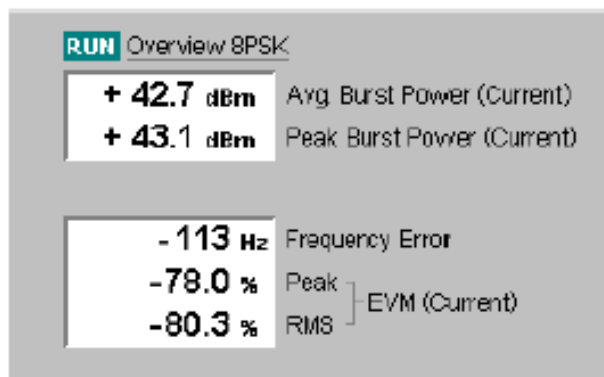 RUN Overview 8PSK
+ 42.7 dBm Avg. Burst Power (Current)
+ 43.1 dBm Peak Burst Power (Current)
-113 Hz Frequency Error
-78.0 % Peak
EVM (Current)
-80.3 % RMS